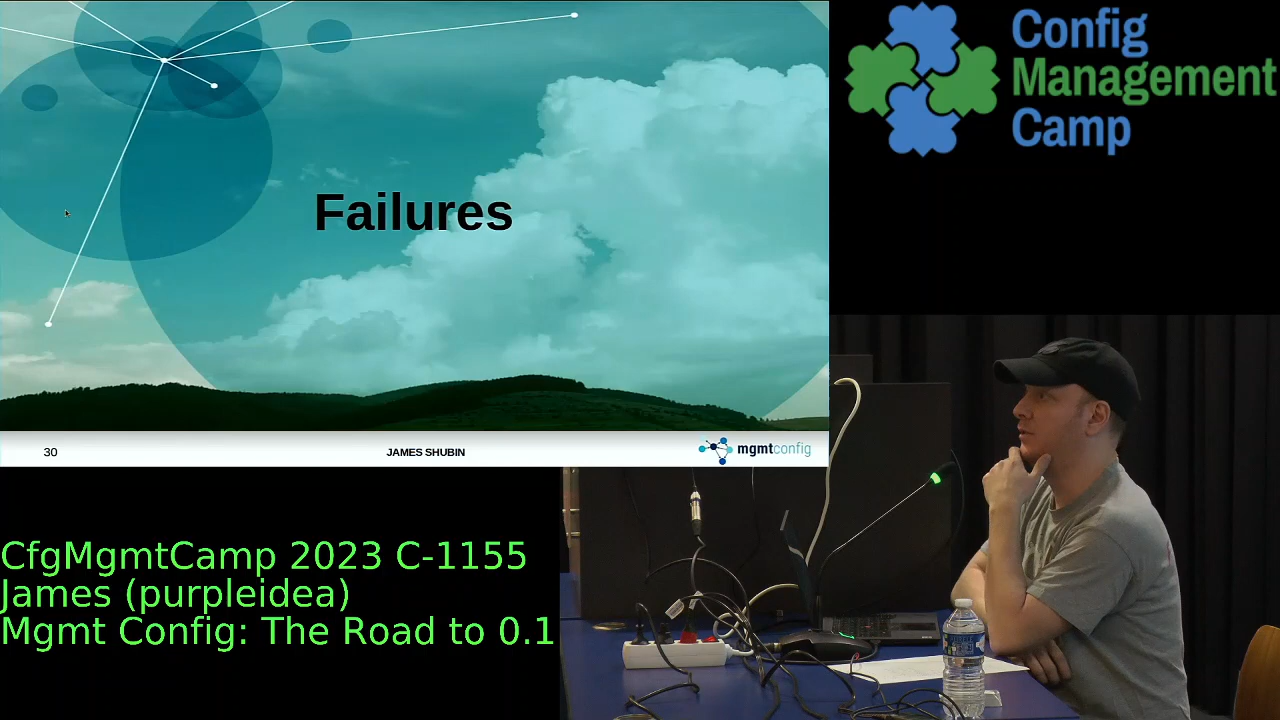 Failures
30
JAMES SHUBIN
mgmtconfig
Config
Management
Camp
CfgMgmtCamp 2023 C-1155
James (purpleidea)
Mgmt Config: The Road to 0.1